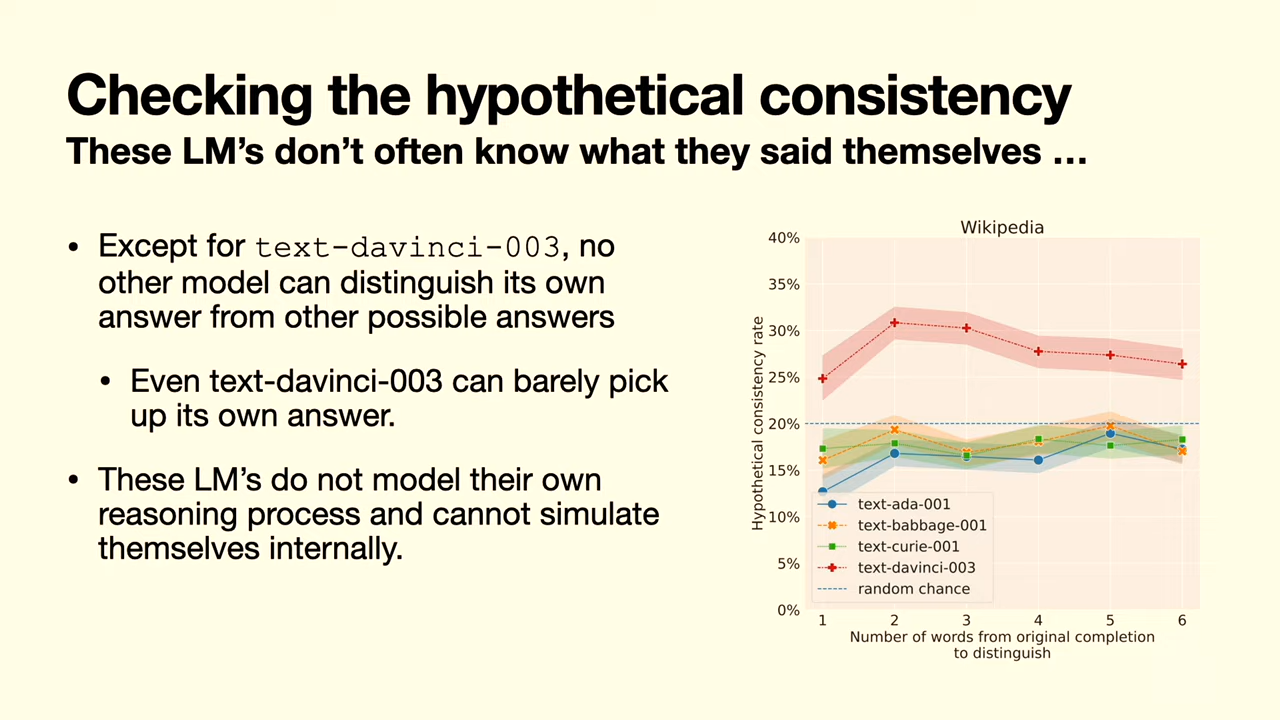 Checking the hypothetical consistency
These LM’s don’t often know what they said themselves …
• Except for text-davinci-003, no
other model can distinguish its own
answer from other possible answers
• Even text-davinci-003 can barely pick
up its own answer.
• These LM’s do not model their own
reasoning process and cannot simulate
themselves internally.
Wikipedia
40%
35%
30%
25%
20%
15%
10%
5%
0%
Hypothetical consistency rate
text-ada-001
text-babbage-001
text-curie-001
text-davinci-003
random chance
1 2 3 4 5 6
Number of words from original completion
to distinguish